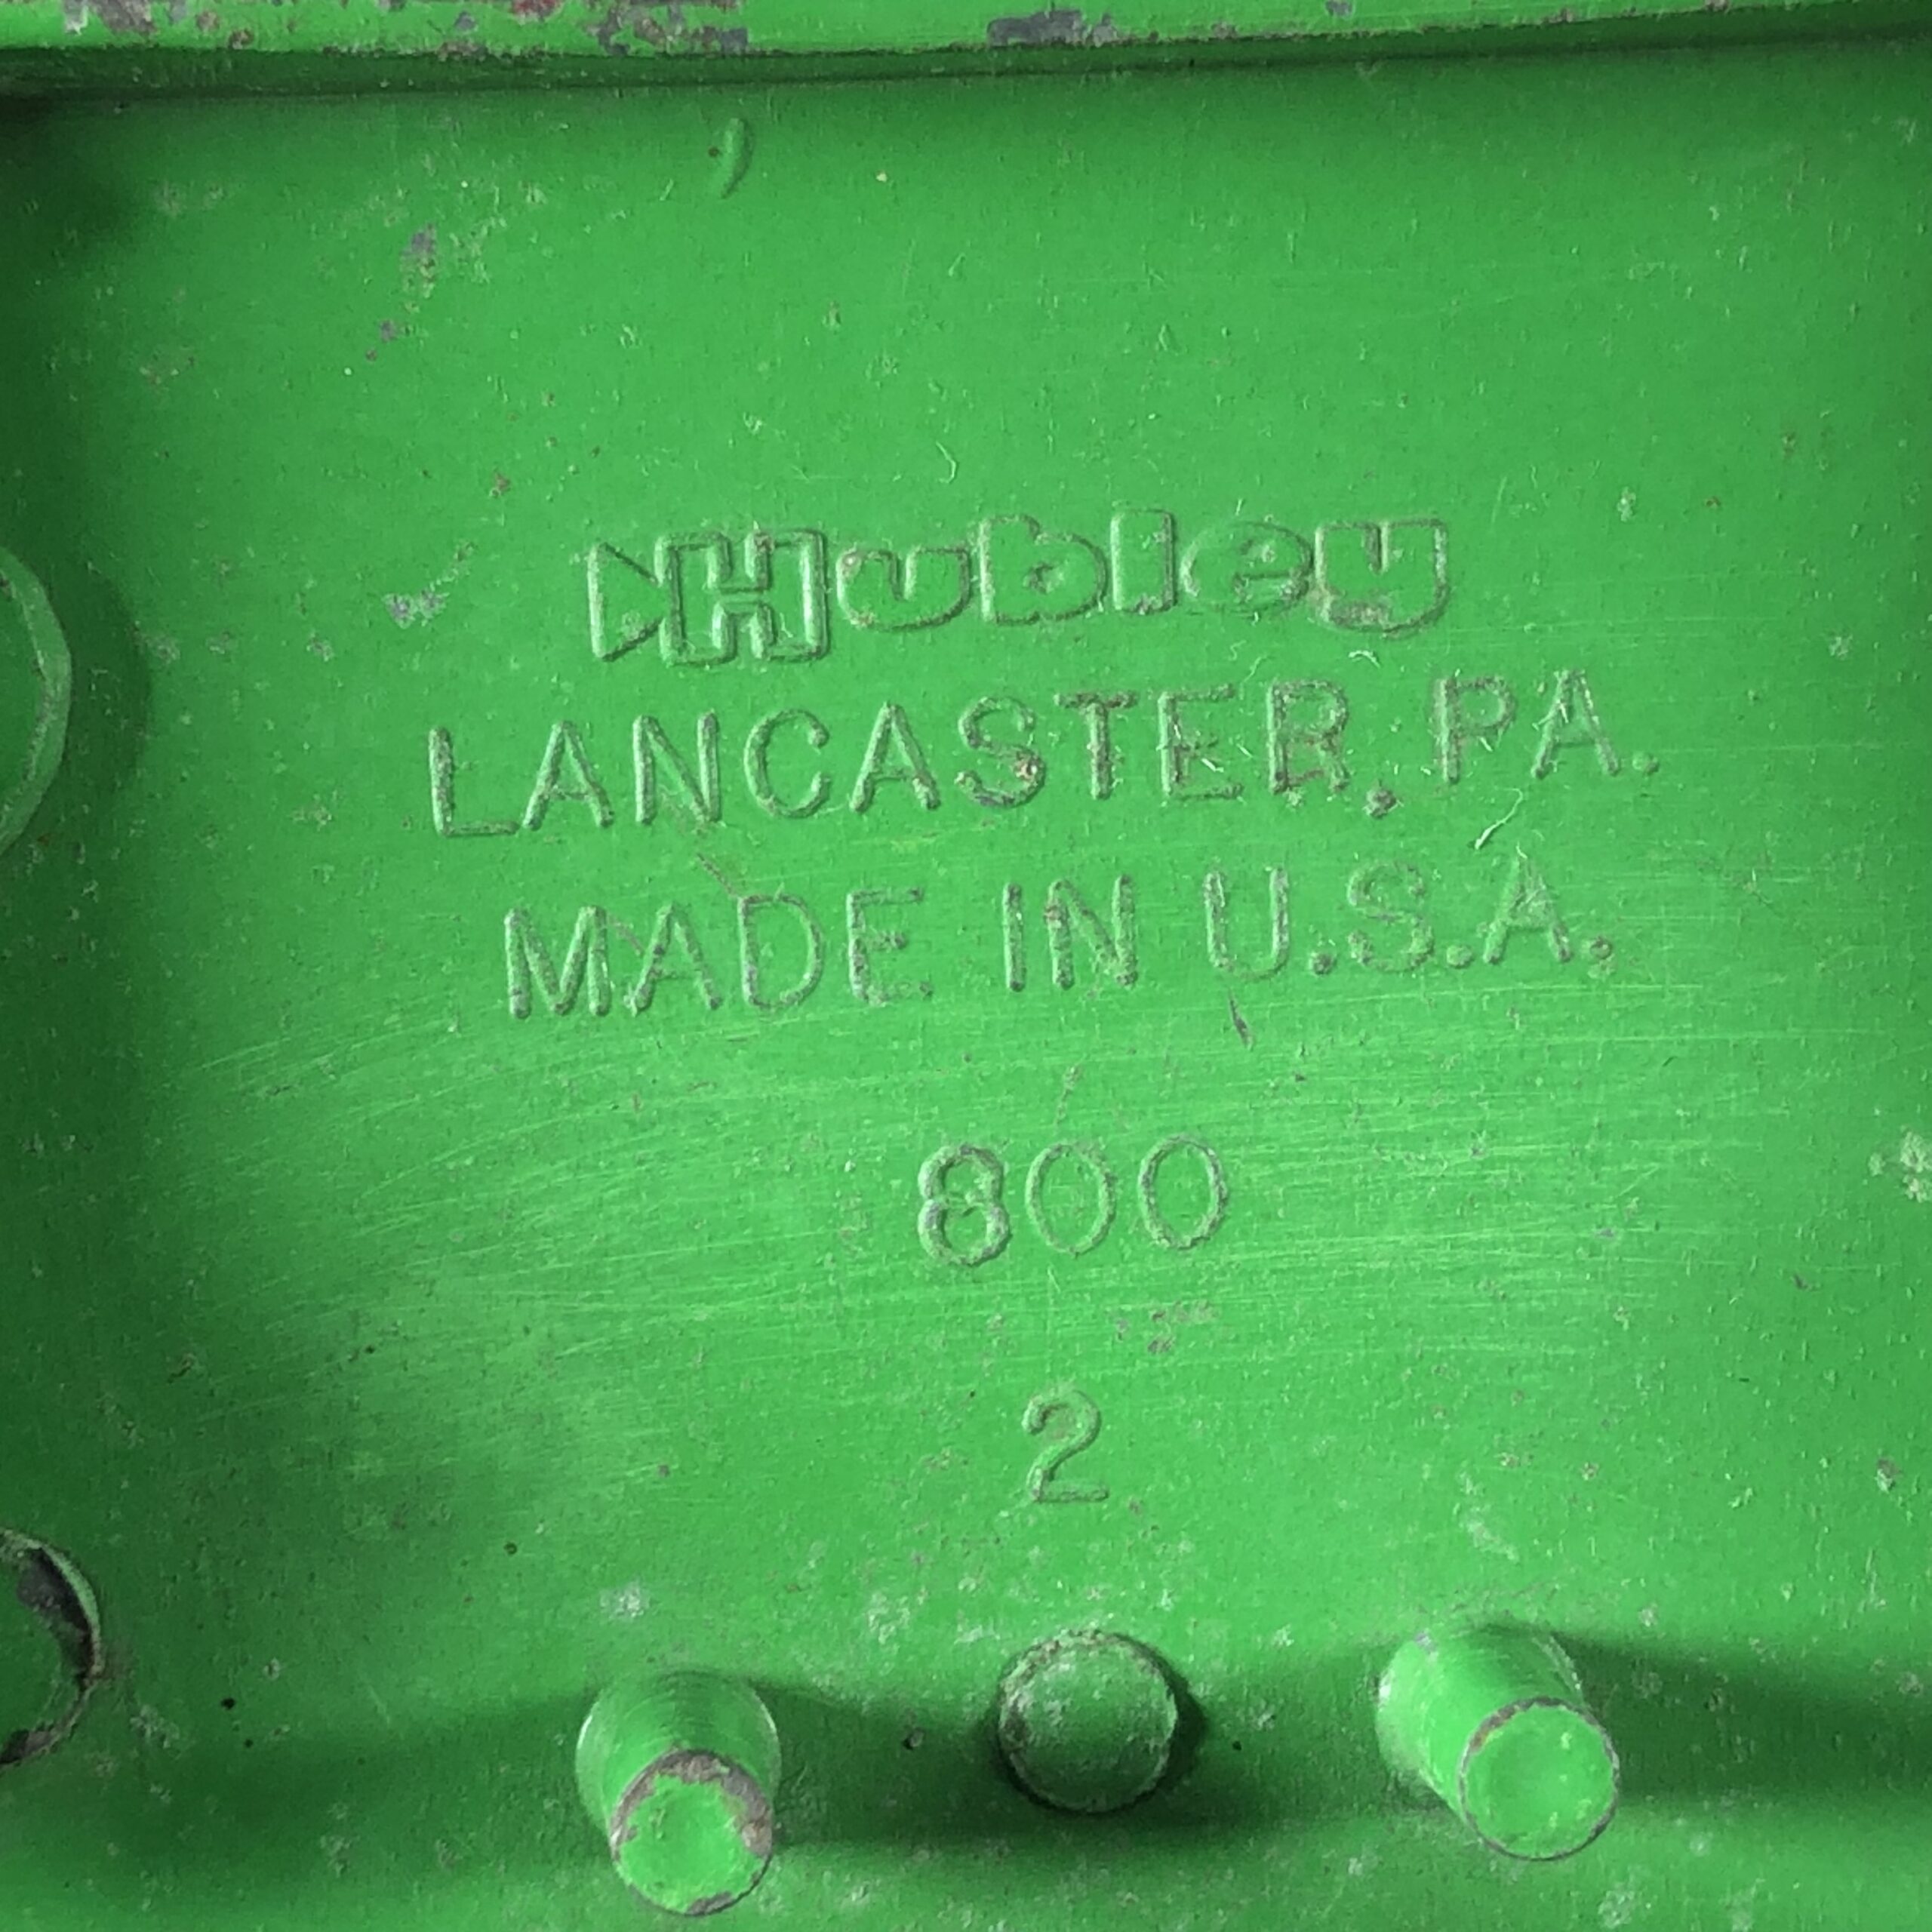 Hubley
LANCASTER, PA.
MADE IN U.S.A.
800
2